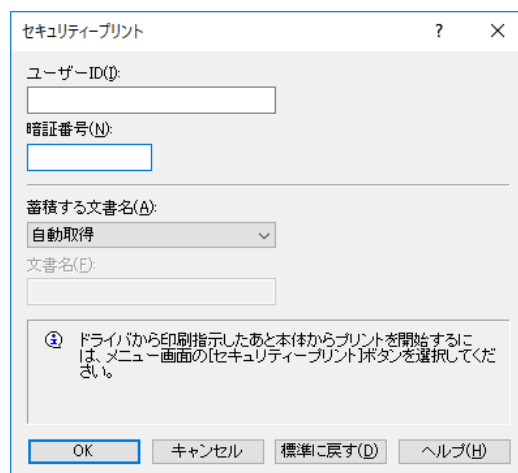 セキュリティープリント
ユーザーID(I):
暗証番号(N):
蓄積する文書名(A):
自動取得
文書名(F):
ドライバから印刷指示したあと本体からプリントを開始するに
は、メニュー画面の[セキュリティープリント]ボタンを選択してくだ
さい。
OK キャンセル 標準に戻す(D) ヘルプ(H)